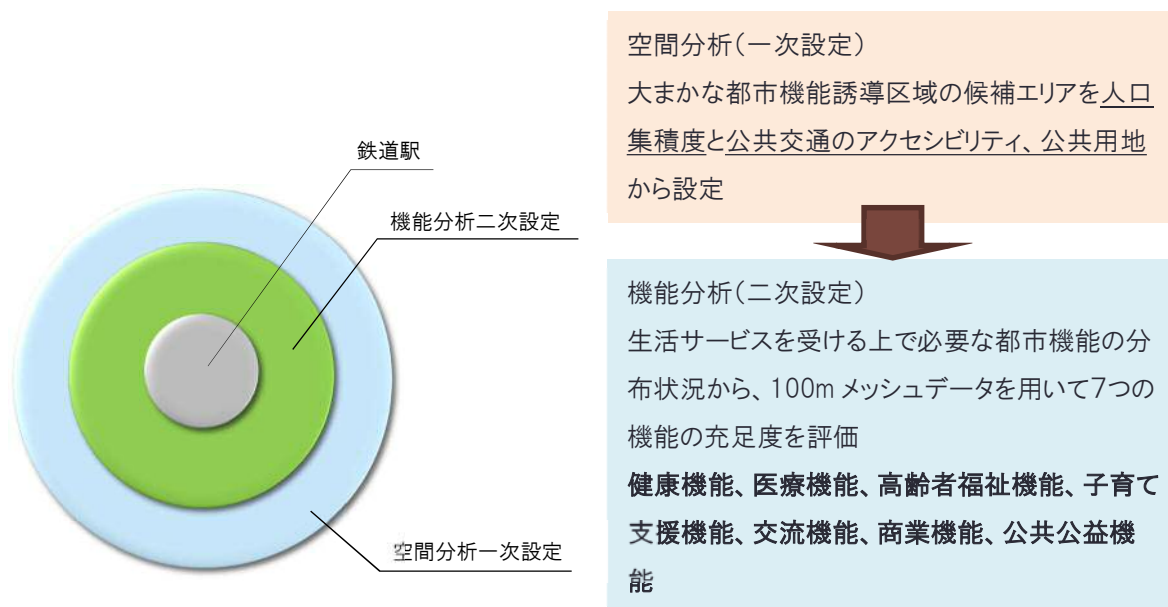 鉄道駅
機能分析二次設定
空間分析一次設定
空間分析（一次設定）
大まかな都市機能誘導区域の候補エリアを人口
集積度と公共交通のアクセシビリティ、公共用地
から設定
機能分析（二次設定）
生活サービスを受ける上で必要な都市機能の分
布状況から、100m メッシュデータを用いて7つの
機能の充足度を評価
健康機能、医療機能、高齢者福祉機能、子育て
支援機能、交流機能、商業機能、公共公益機
能